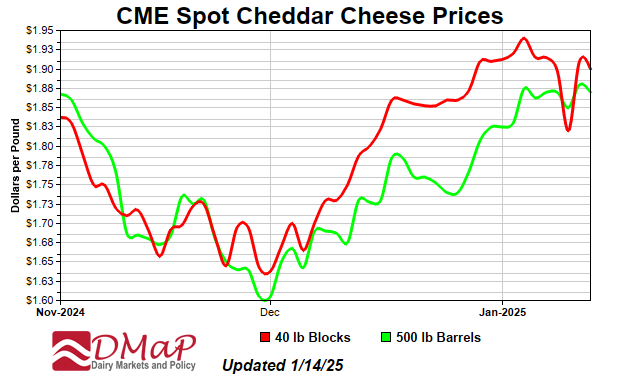 CME Spot Cheddar Cheese Prices
Dollars per Pound
$1.95
$1.93
$1.90
$1.88
$1.85
$1.83
$1.80
$1.78
$1.75
$1.73
$1.70
$1.68
$1.65
$1.63
$1.60
Nov-2024 Dec Jan-2025
40 lb Blocks 500 lb Barrels
DMaP
Dairy Markets and Policy
Updated 1/14/25